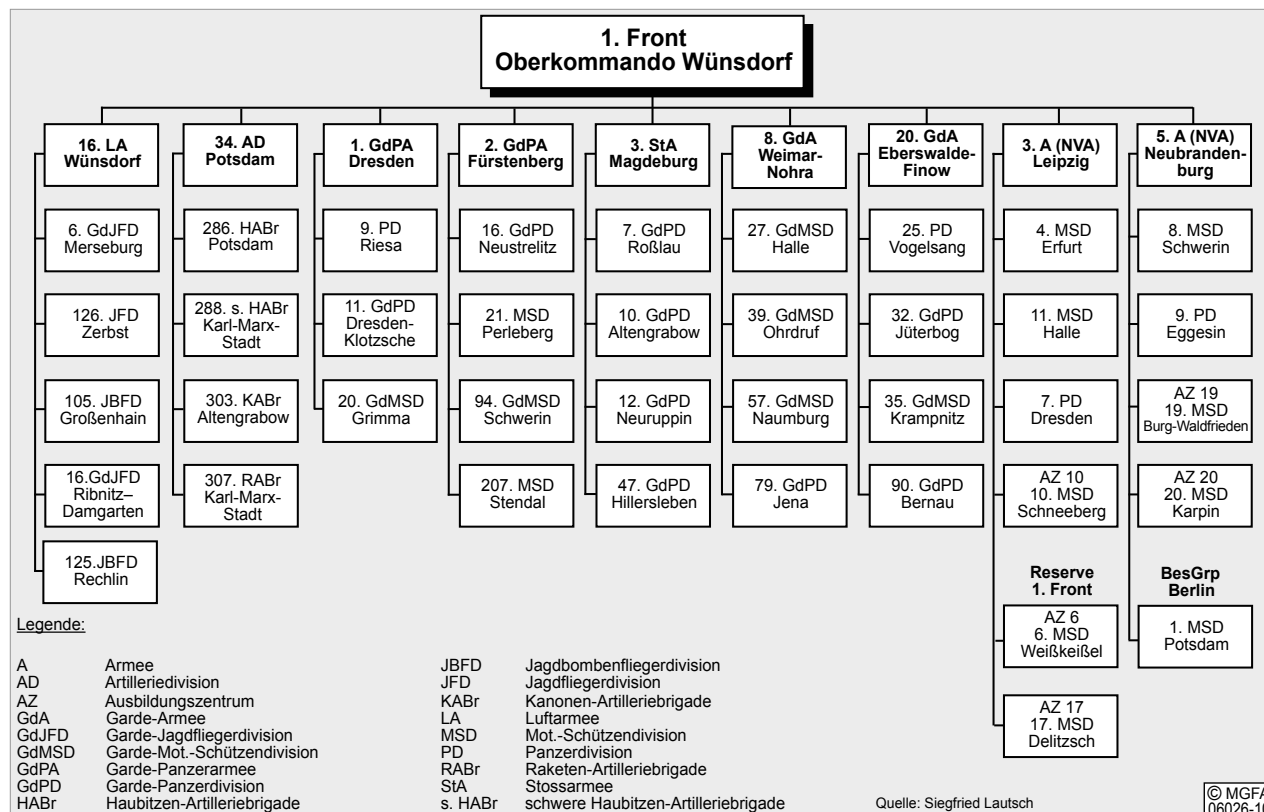 1. Front
Oberkommando Wünsdorf
16. LA
Wünsdorf
6. GdJFD
Merseburg
126. JFD
Zerbst
105. JBFD
Großenhain
16.GdJFD
Ribnitz–
Damgarten
125.JBFD
Rechlin
34. AD
Potsdam
286. HABr
Potsdam
288. s. HABr
Karl-Marx-
Stadt
303. KABr
Altengrabow
307. RABr
Karl-Marx-
Stadt
1. GdPA
Dresden
9. PD
Riesa
11. GdPD
Dresden-
Klotzsche
20. GdMSD
Grimma
2. GdPA
Fürstenberg
16. GdPD
Neustrelitz
21. MSD
Perleberg
94. GdMSD
Schwerin
207. MSD
Stendal
3. StA
Magdeburg
7. GdPD
Roßlau
10. GdPD
Altengrabow
12. GdPD
Neuruppin
47. GdPD
Hillersleben
8. GdA
Weimar-
Nohra
27. GdMSD
Halle
39. GdMSD
Ohrdruf
57. GdMSD
Naumburg
79. GdPD
Jena
20. GdA
Eberswalde-
Finow
25. PD
Vogelsang
32. GdPD
Jüterbog
35. GdMSD
Krampnitz
90. GdPD
Bernau
3. A (NVA)
Leipzig
4. MSD
Erfurt
11. MSD
Halle
7. PD
Dresden
AZ 10
10. MSD
Schneeberg
Reserve
1. Front
AZ 6
6. MSD
Weißkeißel
AZ 17
17. MSD
Delitzsch
5. A (NVA)
Neubranden-
burg
8. MSD
Schwerin
9. PD
Eggesin
AZ 19
19. MSD
Burg-Waldfrieden
AZ 20
20. MSD
Karpin
BesGrp
Berlin
1. MSD
Potsdam
Legende:
A Armee
AD Artilleriedivision
AZ Ausbildungszentrum
GdA Garde-Armee
GdJFD Garde-Jagdfliegerdivision
GdMSD Garde-Mot.-Schützendivision
GdPA Garde-Panzerarmee
GdPD Garde-Panzerdivision
HABr Haubitzen-Artilleriebrigade
JBFD Jagdbombenfliegerdivision
JFD Jagdfliegerdivision
KABr Kanonen-Artilleriebrigade
LA Luftarmee
MSD Mot.-Schützendivision
PD Panzerdivision
RABr Raketen-Artilleriebrigade
StA Stossarmee
s. HABr schwere Haubitzen-Artilleriebrigade
Quelle: Siegfried Lautsch
© MGFA